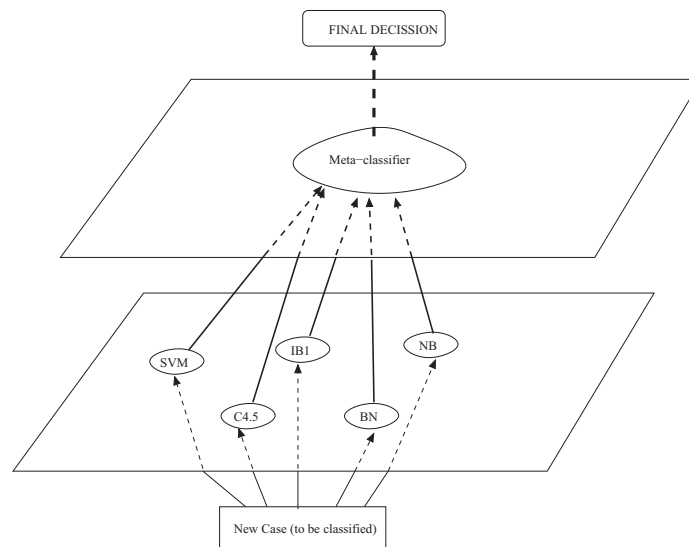 FINAL DECISSION
Meta−classifier
SVM
IB1
NB
C4.5
BN
New Case (to be classified)